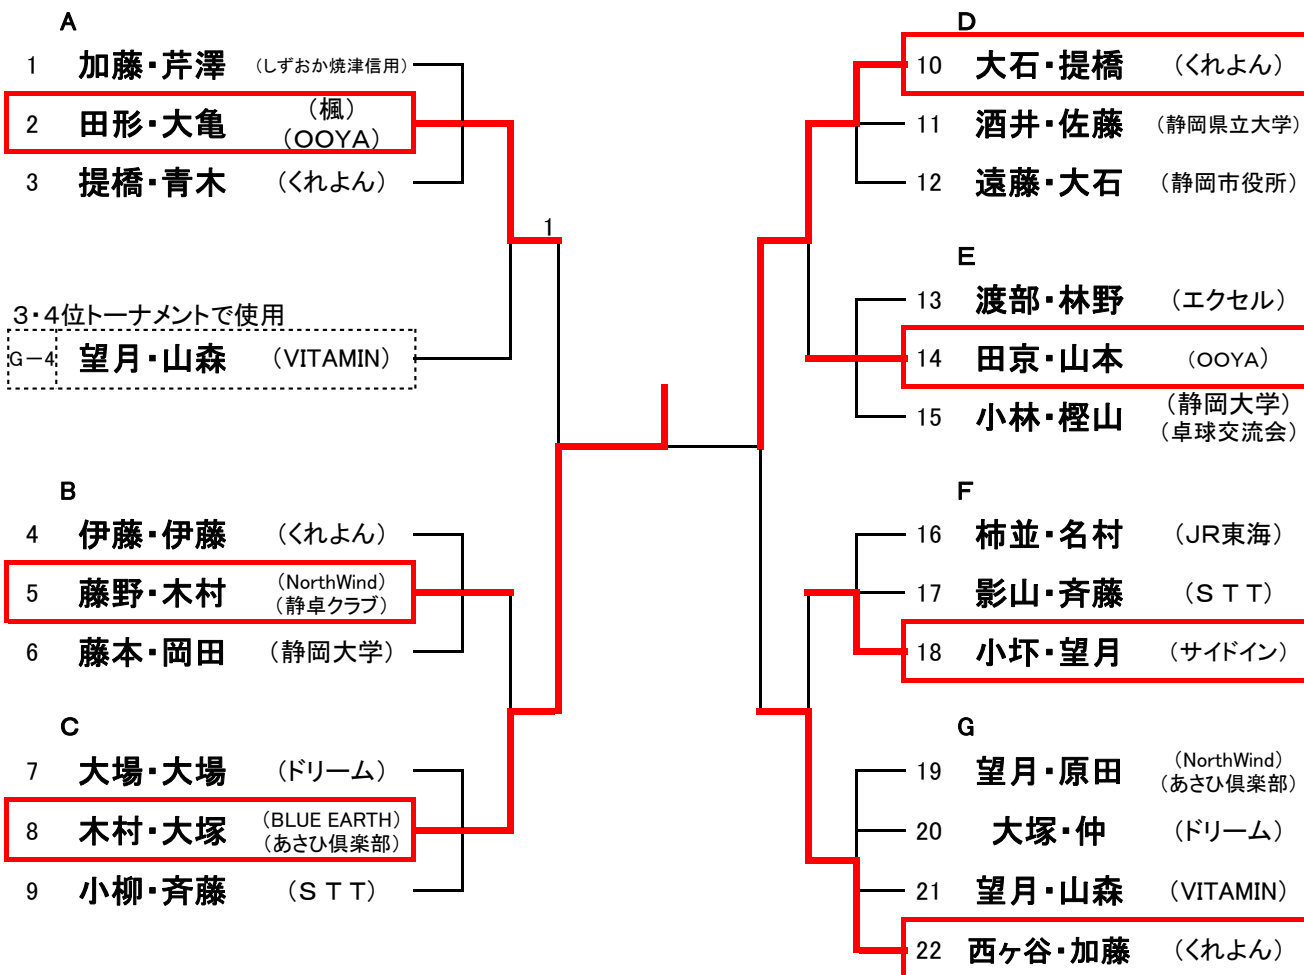 A
1 加藤・芹澤 (しずおか焼津信用)
2 田形・大亀 (楓)
(OOYA)
3 提橋・青木 (くれよん)
1
3・4位トーナメントで使用
G－4 望月・山森 (VITAMIN)
B
4 伊藤・伊藤 (くれよん)
5 藤野・木村 (NorthWind)
(静卓クラブ)
6 藤本・岡田 (静岡大学)
C
7 大場・大場 (ドリーム)
8 木村・大塚 (BLUE EARTH)
(あさひ倶楽部)
9 小柳・斉藤 (ＳＴＴ)
D
10 大石・提橋 (くれよん)
11 酒井・佐藤 (静岡県立大学)
12 遠藤・大石 (静岡市役所)
E
13 渡部・林野 (エクセル)
14 田京・山本 (OOYA)
15 小林・樫山 (静岡大学)
(卓球交流会)
F
16 柿並・名村 (JR東海)
17 影山・斉藤 (ＳＴＴ)
18 小圷・望月 (サイドイン)
G
19 望月・原田 (NorthWind)
(あさひ倶楽部)
20 大塚・仲 (ドリーム)
21 望月・山森 (VITAMIN)
22 西ヶ谷・加藤 (くれよん)